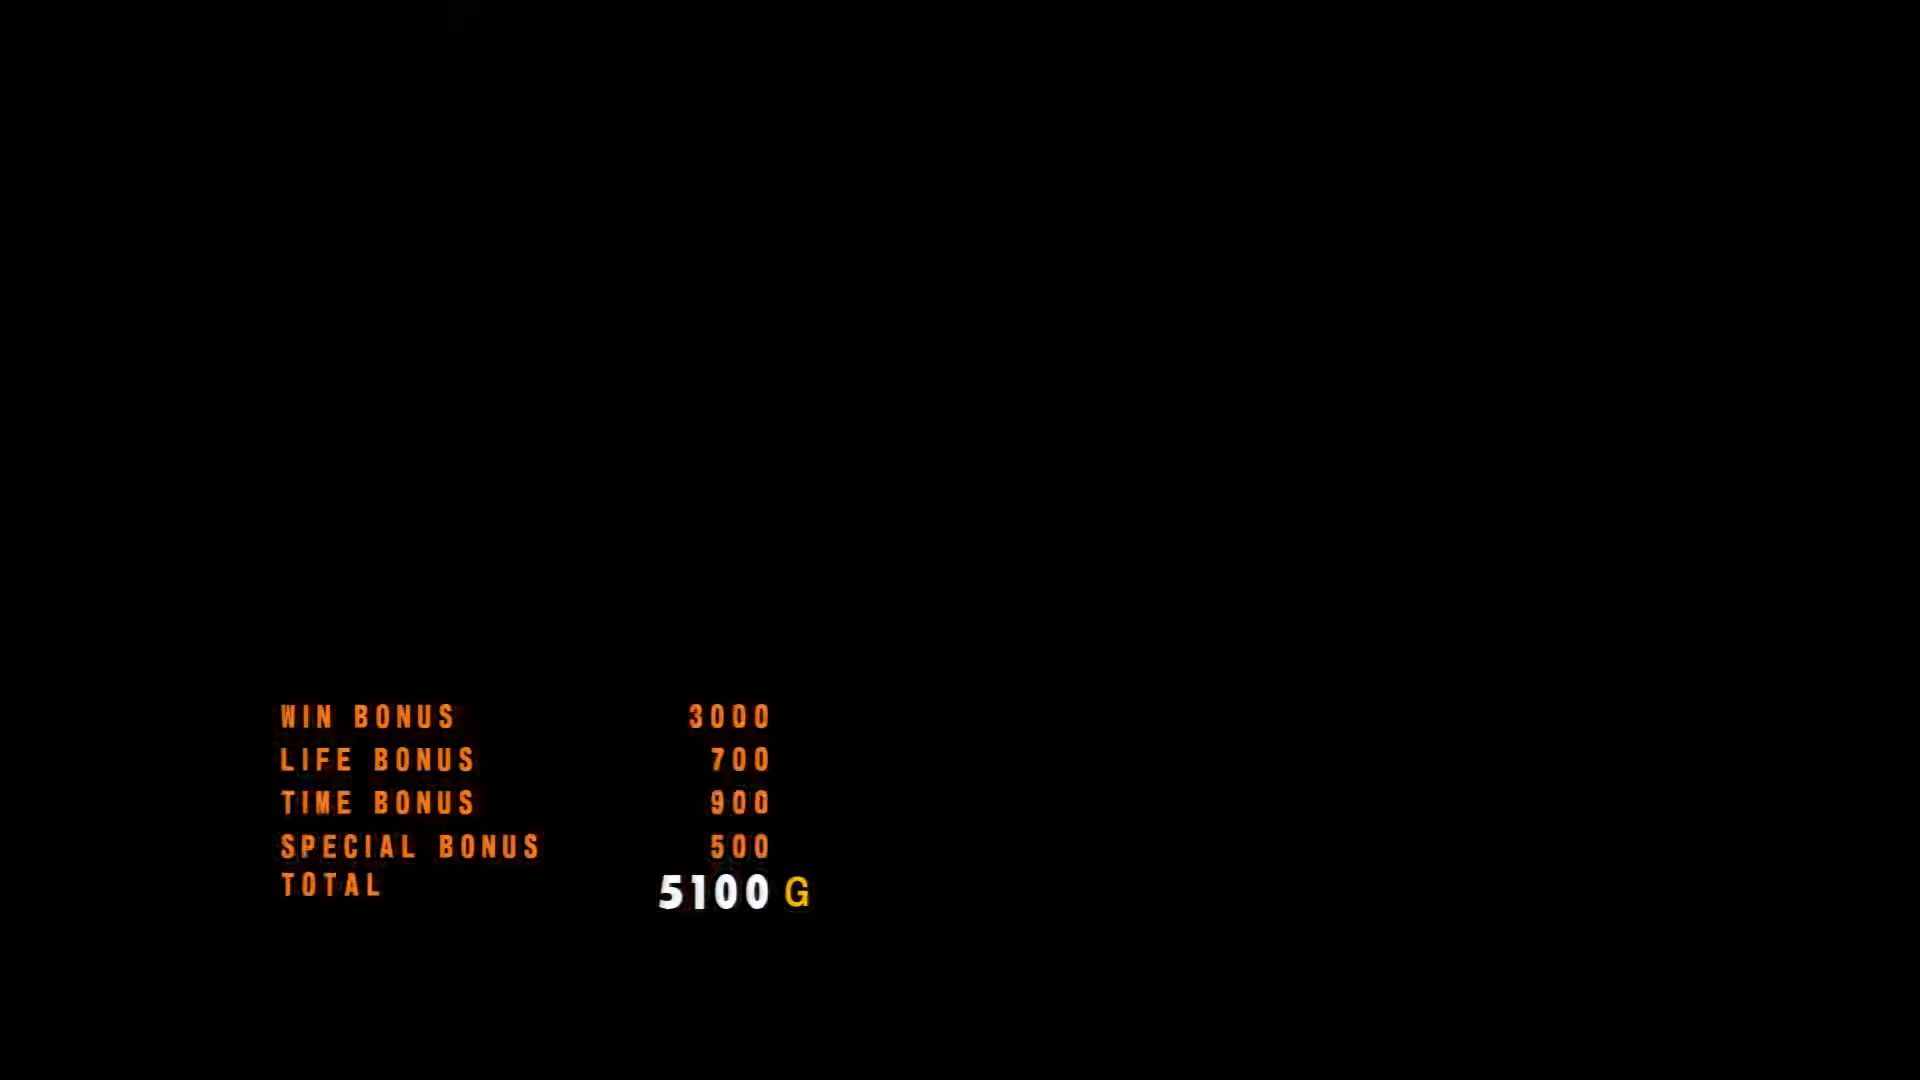 WIN BONUS 3000
LIFE BONUS 700
TIME BONUS 900
SPECIAL BONUS 500
TOTAL 5100 G